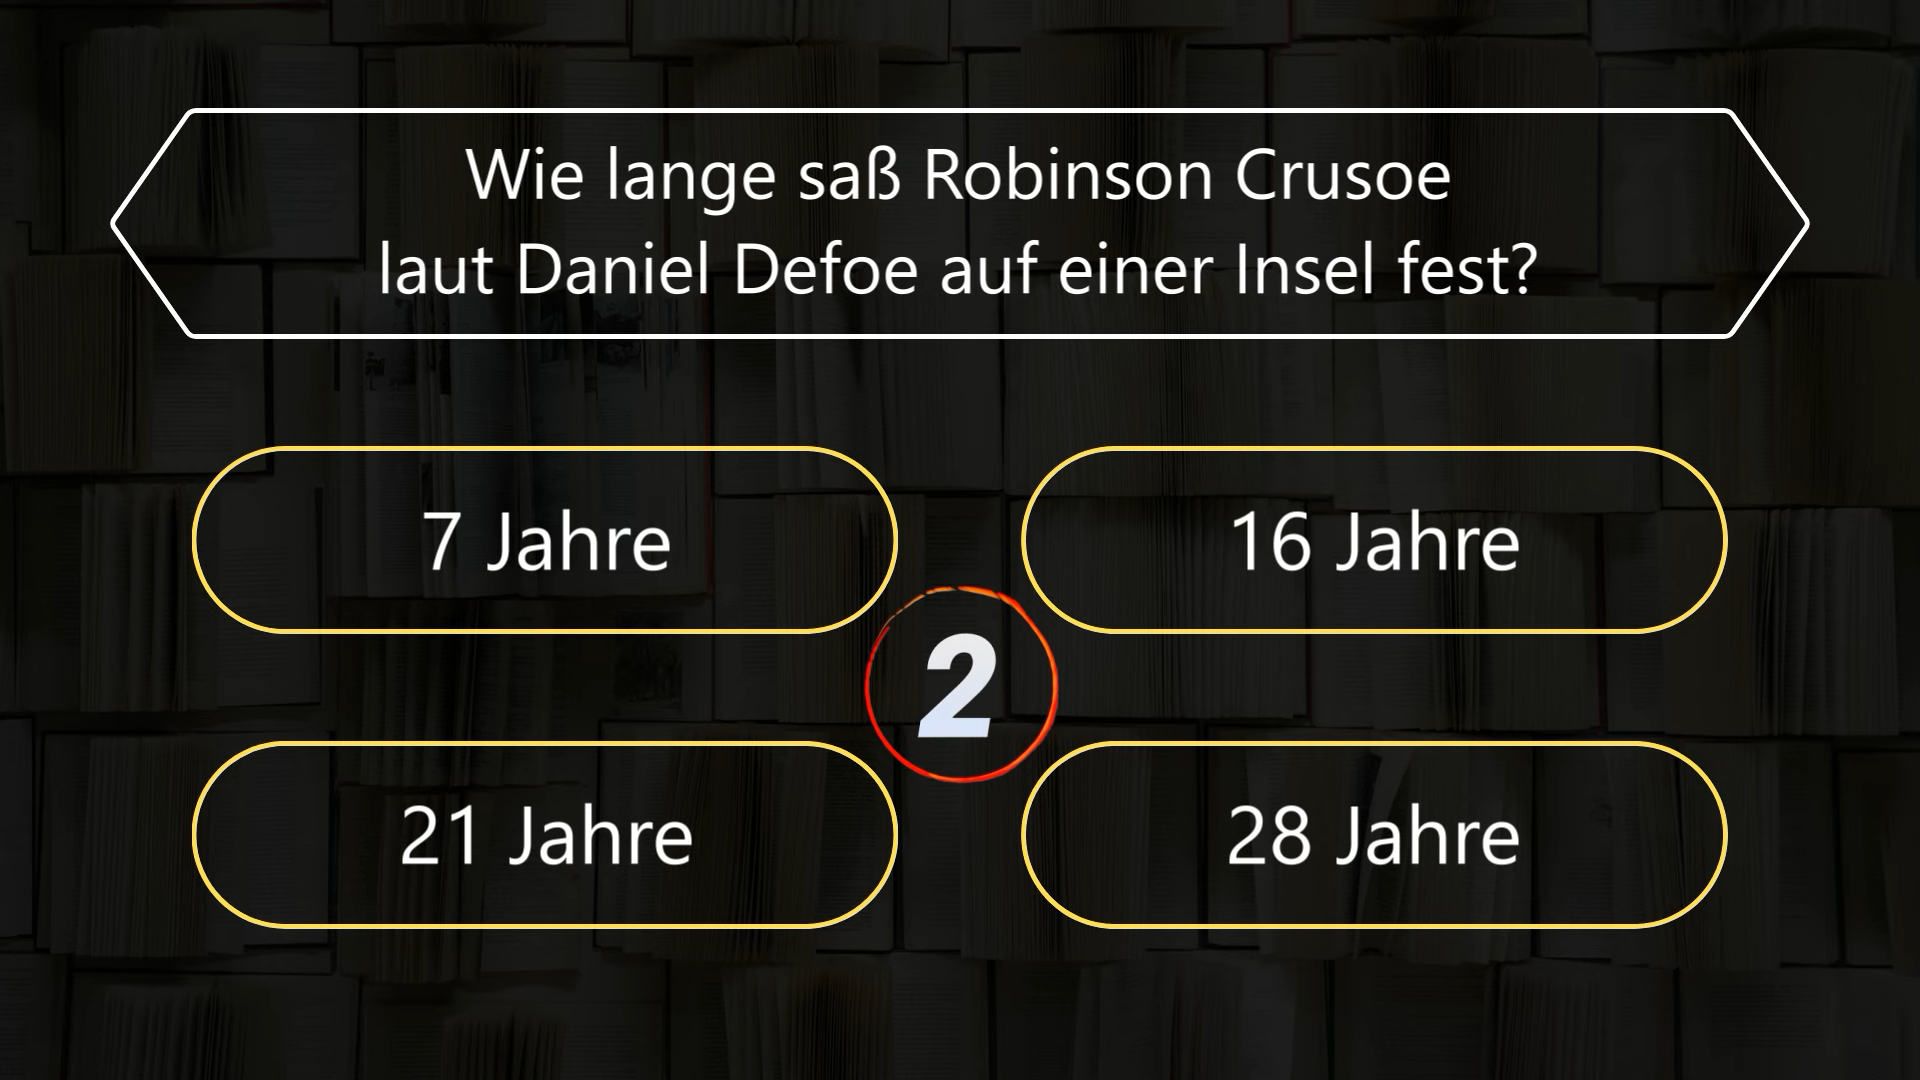 Wie lange saß Robinson Crusoe
laut Daniel Defoe auf einer Insel fest?
7 Jahre
16 Jahre
2
21 Jahre
28 Jahre